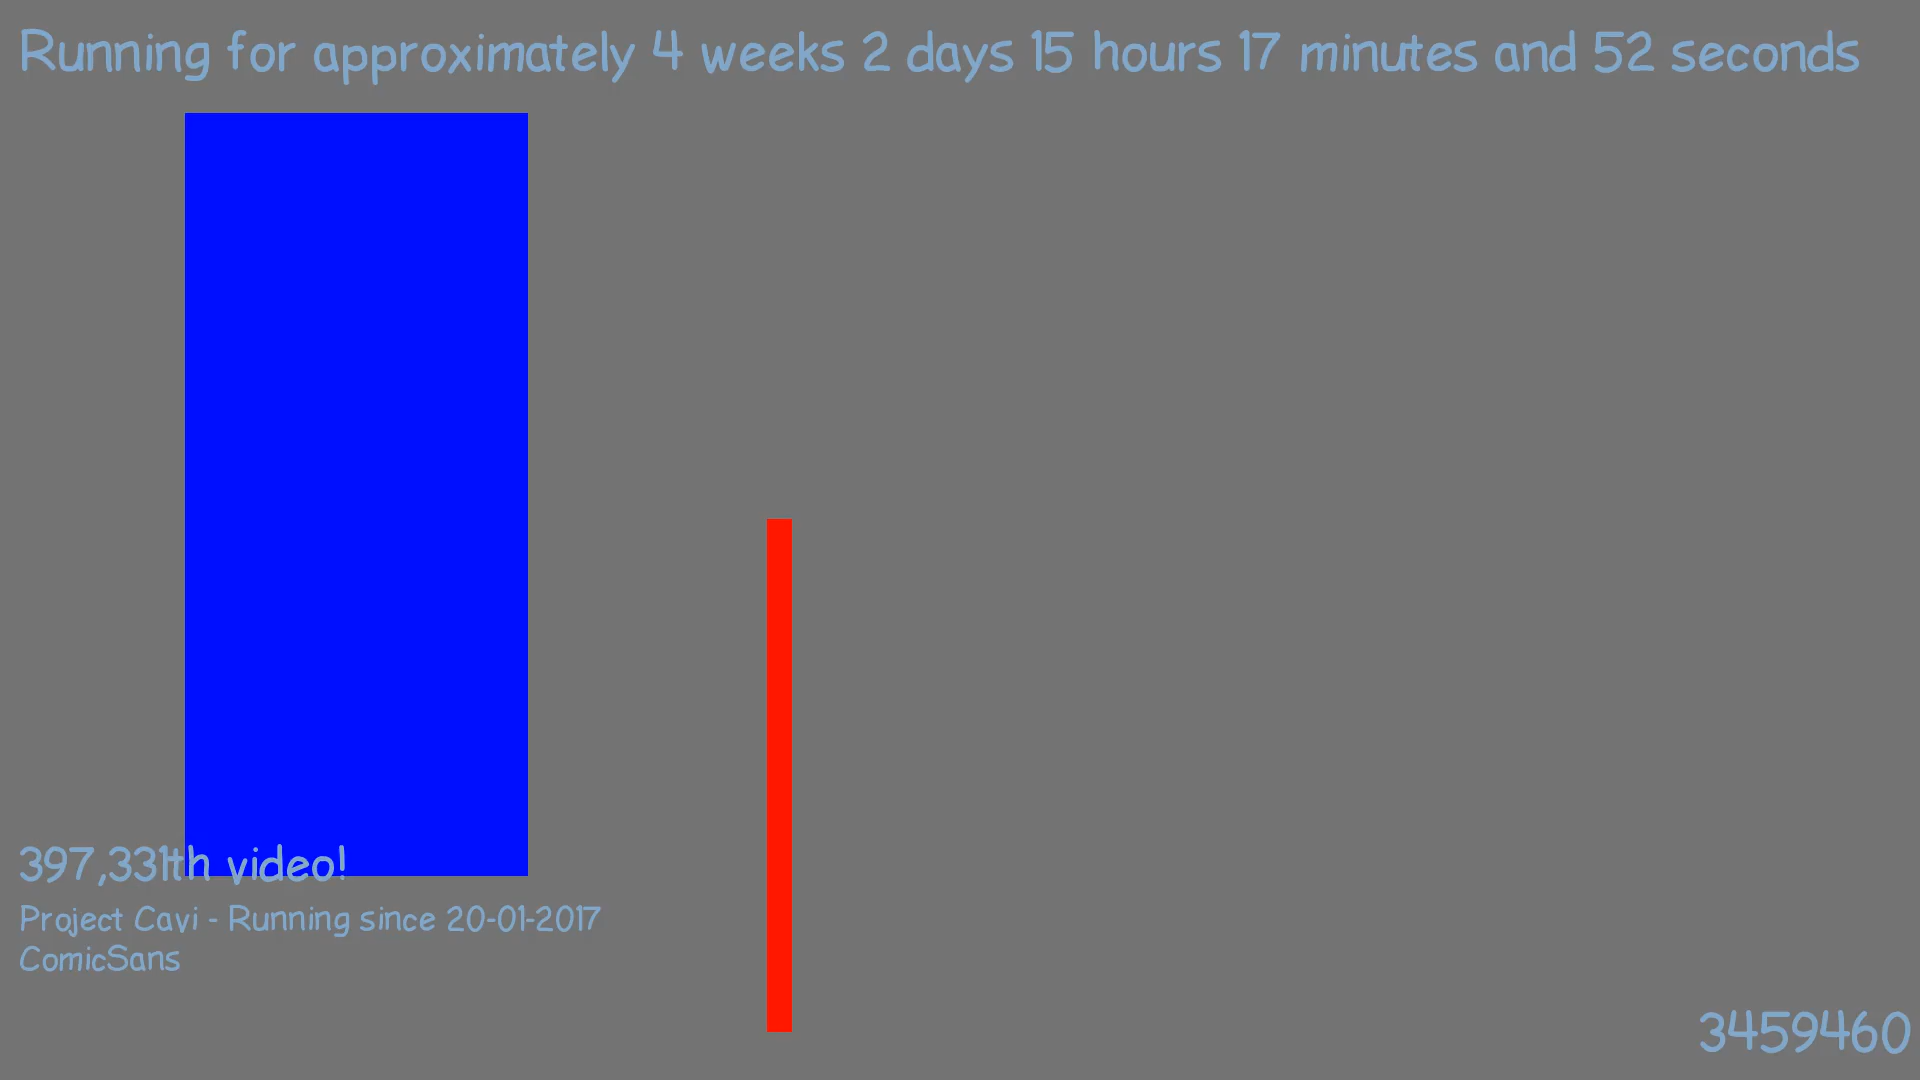 Running for approximately 4 weeks 2 days 15 hours 17 minutes and 52 seconds
397,331th video!
Project Cavi - Running since 20-01-2017
ComicSans
3459460